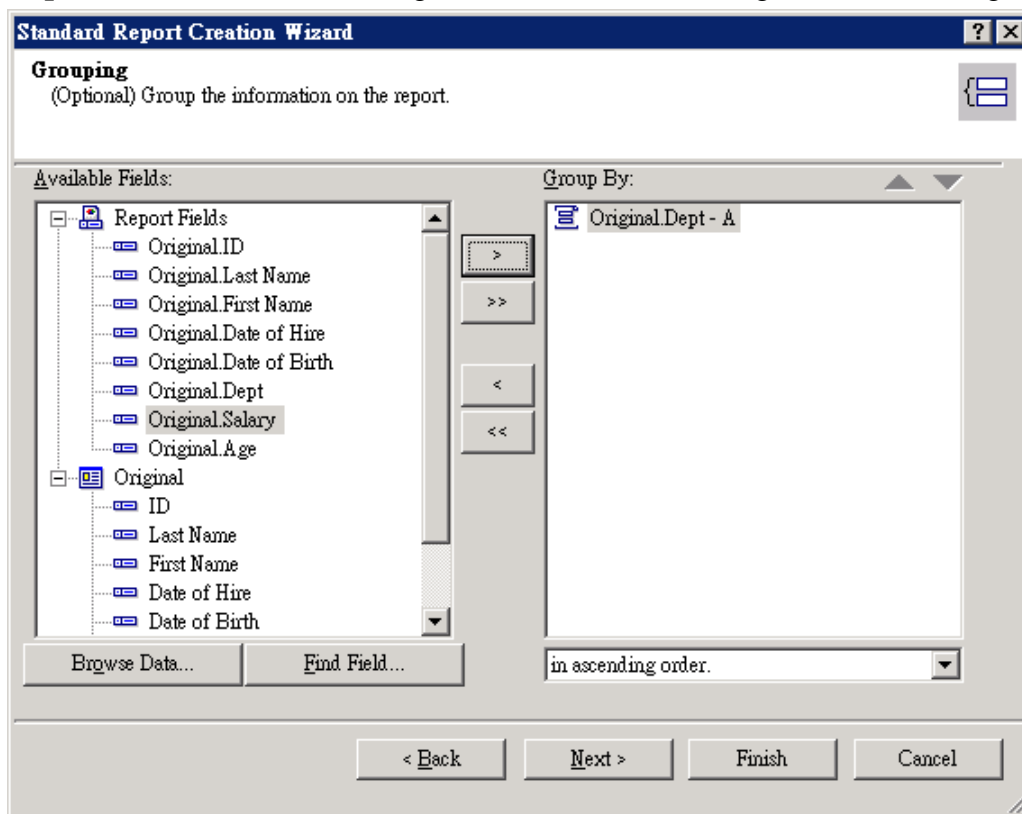 Standard Report Creation Wizard
Grouping
(Optional) Group the information on the report.
Available Fields:
Group By:
Report Fields
Original.ID
Original.Last Name
Original.First Name
Original.Date of Hire
Original.Date of Birth
Original.Dept
Original.Salary
Original.Age
Original
ID
Last Name
First Name
Date of Hire
Date of Birth
>
>>
<
<<
Original.Dept - A
Browse Data...
Find Field...
in ascending order.
< Back
Next >
Finish
Cancel